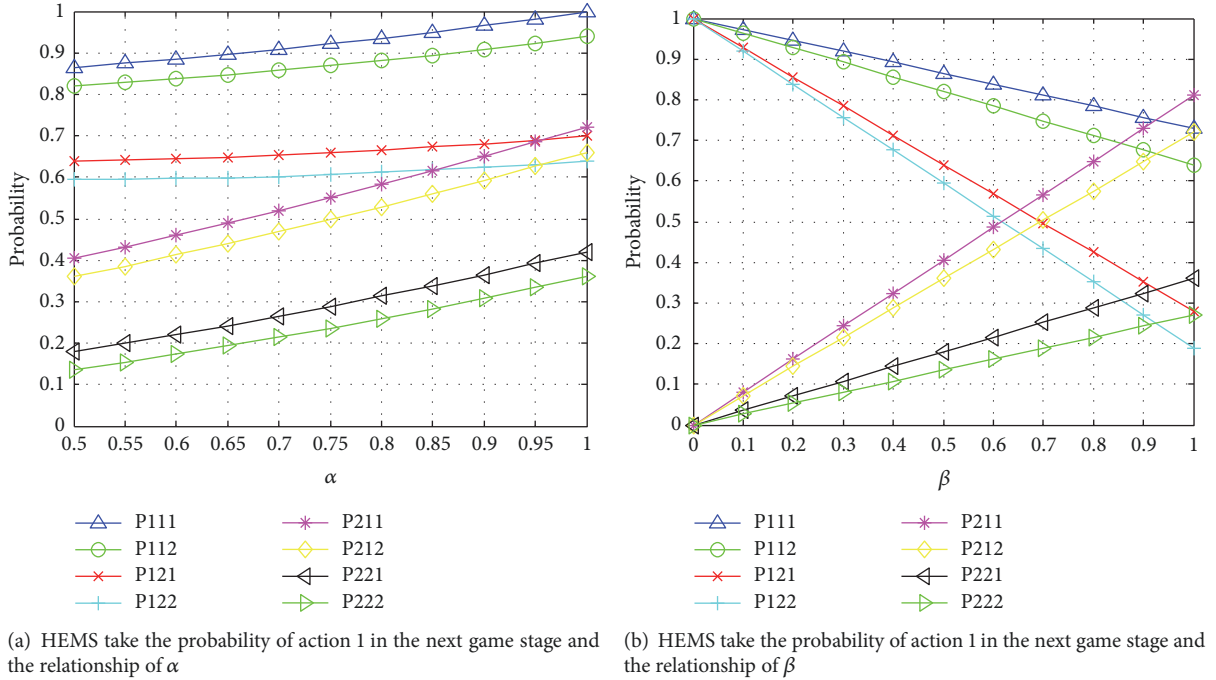 1
0.9
0.8
0.7
0.6
0.5
0.4
0.3
0.2
0.1
0
Probability
0.5 0.55 0.6 0.65 0.7 0.75 0.8 0.85 0.9 0.95 1
α
P111 P211
P112 P212
P121 P221
P122 P222
(a) HEMS take the probability of action 1 in the next game stage and
the relationship of α
1
0.9
0.8
0.7
0.6
0.5
0.4
0.3
0.2
0.1
0
Probability
0 0.1 0.2 0.3 0.4 0.5 0.6 0.7 0.8 0.9 1
β
P111 P211
P112 P212
P121 P221
P122 P222
(b) HEMS take the probability of action 1 in the next game stage and
the relationship of β